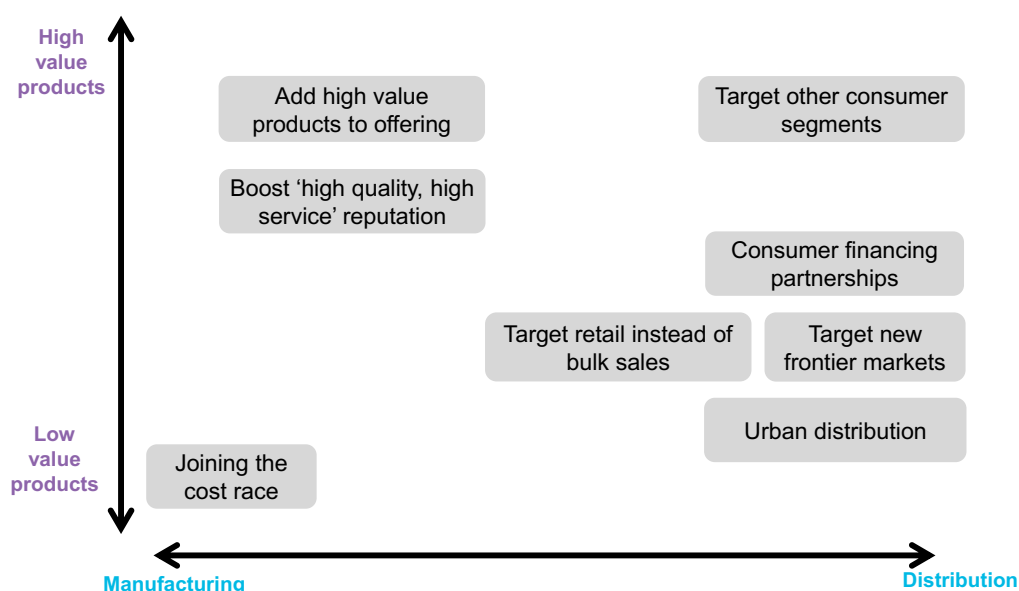 High
value
products
Add high value
products to offering
Target other consumer
segments
Boost ‘high quality, high
service’ reputation
Consumer financing
partnerships
Target retail instead of
bulk sales
Target new
frontier markets
Urban distribution
Low
value
products
Joining the
cost race
Manufacturing
Distribution